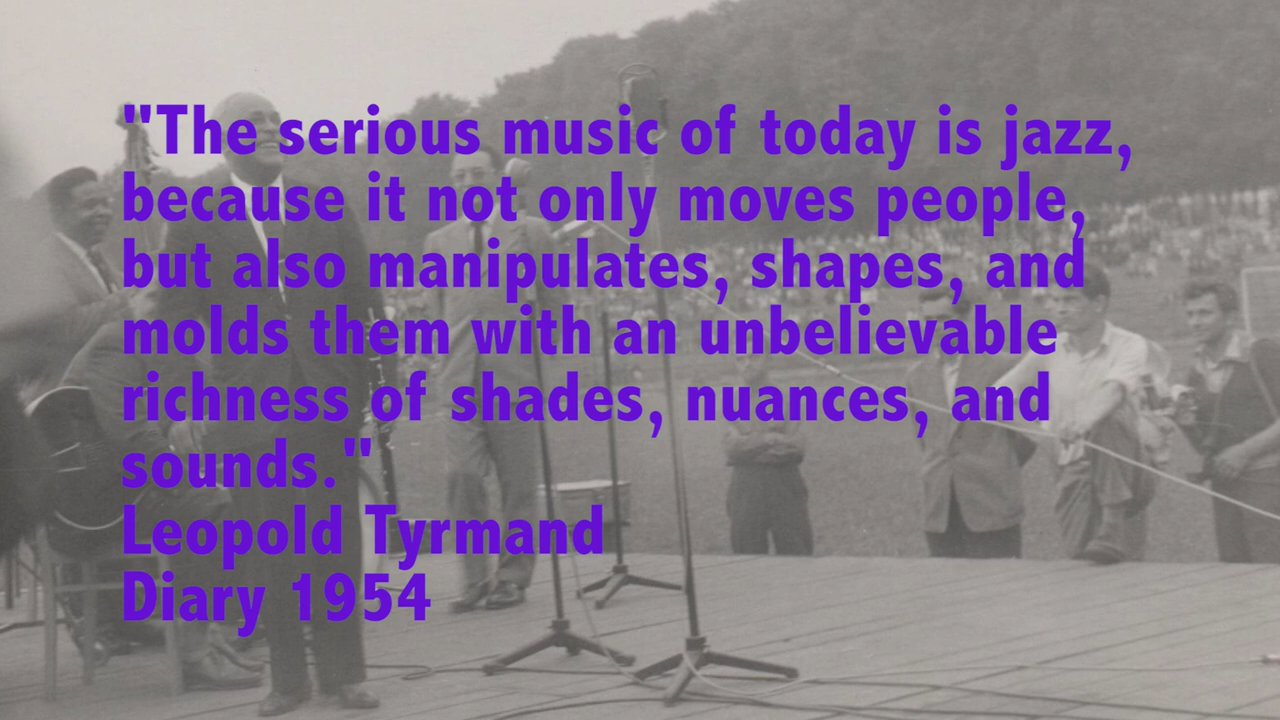 "The serious music of today is jazz,
because it not only moves people,
but also manipulates, shapes, and
molds them with an unbelievable
richness of shades, nuances, and
sounds."
Leopold Tyrmand
Diary 1954